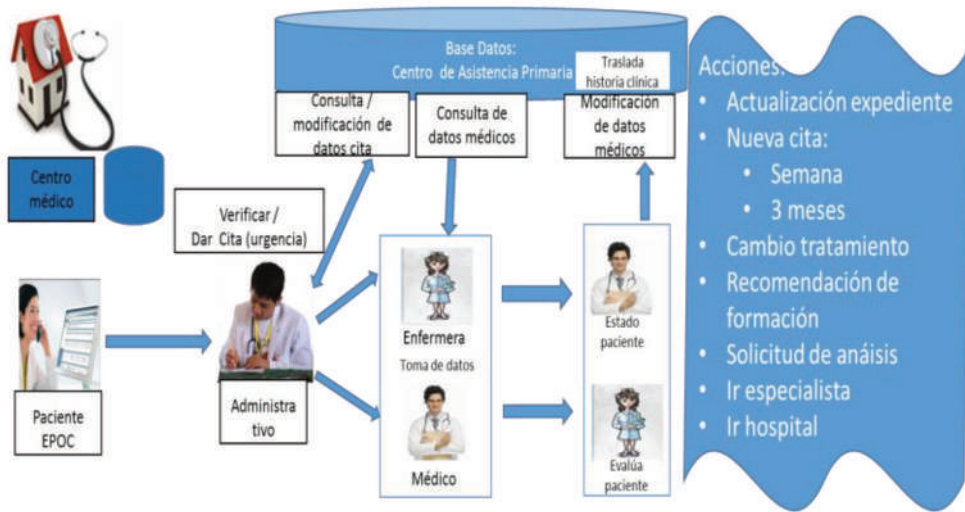 Base Datos:
Centro de Asistencia Primaria
Traslada
historia clínica
Consulta /
modificación de
datos cita
Consulta de
datos médicos
Modificación
de datos
médicos
Centro
médico
Verificar /
Dar Cita (urgencia)
Enfermera
Toma de datos
Médico
Estado
paciente
Evalúa
paciente
Paciente
EPOC
Administra
tivo
Acciones:
• Actualización expediente
• Nueva cita:
• Semana
• 3 meses
• Cambio tratamiento
• Recomendación de
formación
• Solicitud de anáisis
• Ir especialista
• Ir hospital